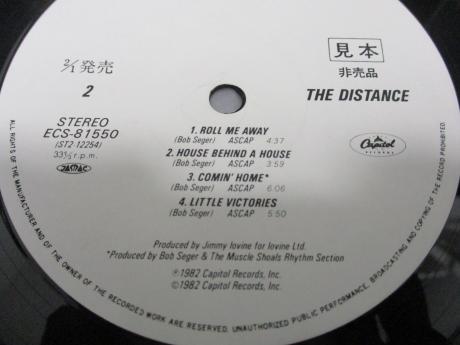 2/1発売
2
見本
非売品
THE DISTANCE
STEREO
ECS-81550
(ST2-12254)
33⅓ r.p.m.
JASRAC
1. ROLL ME AWAY
(Bob Seger) ASCAP 4:37
2. HOUSE BEHIND A HOUSE
(Bob Seger) ASCAP 3:59
3. COMIN' HOME*
(Bob Seger) ASCAP 6:06
4. LITTLE VICTORIES
(Bob Seger) ASCAP 5:50
Capitol
RECORDS
Produced by Jimmy Iovine for Iovine Ltd.
*Produced by Bob Seger & The Muscle Shoals Rhythm Section
Ⓟ1982 Capitol Records, Inc.
©1982 Capitol Records, Inc.
ALL RIGHTS OF THE MANUFACTURER AND OF THE OWNER OF THE RECORDED WORK ARE RESERVED. UNAUTHORIZED PUBLIC PERFORMANCE, BROADCASTING AND COPYING OF THE RECORD PROHIBITED.